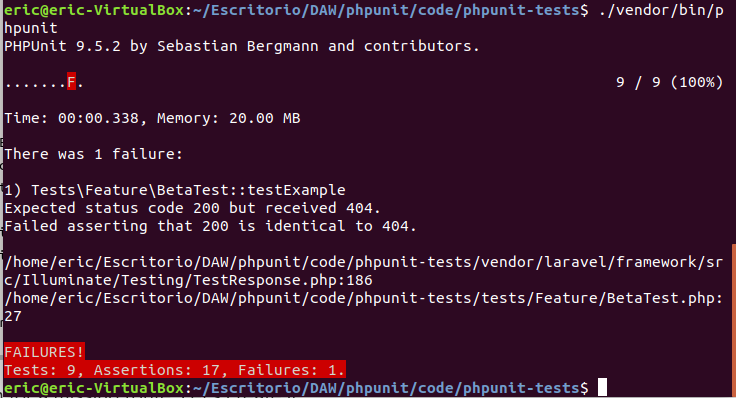 eric@eric-VirtualBox:~/Escritorio/DAW/phpunit/code/phpunit-tests$ ./vendor/bin/p
hpunit
PHPUnit 9.5.2 by Sebastian Bergmann and contributors.
.......F. 9 / 9 (100%)
Time: 00:00.338, Memory: 20.00 MB
There was 1 failure:
1) Tests\Feature\BetaTest::testExample
Expected status code 200 but received 404.
Failed asserting that 200 is identical to 404.
/home/eric/Escritorio/DAW/phpunit/code/phpunit-tests/vendor/laravel/framework/sr
c/Illuminate/Testing/TestResponse.php:186
/home/eric/Escritorio/DAW/phpunit/code/phpunit-tests/tests/Feature/BetaTest.php:
27
FAILURES!
Tests: 9, Assertions: 17, Failures: 1.
eric@eric-VirtualBox:~/Escritorio/DAW/phpunit/code/phpunit-tests$